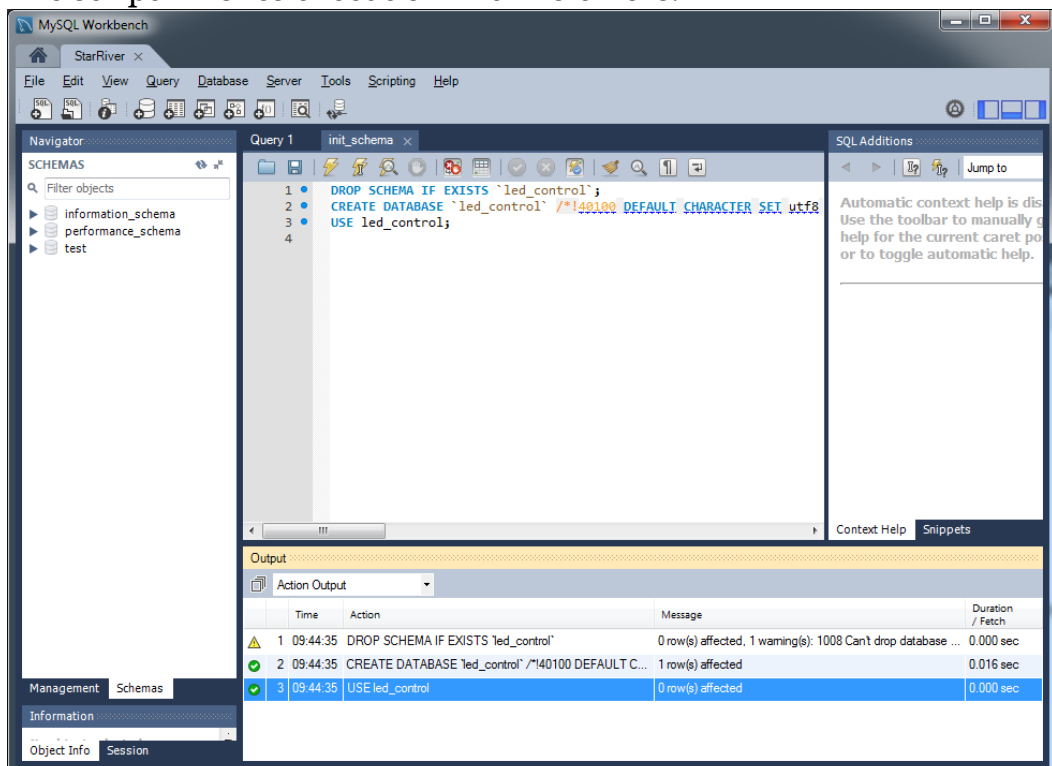 MySQL Workbench
StarRiver ×
File Edit View Query Database Server Tools Scripting Help
Navigator
SCHEMAS
Filter objects
information_schema
performance_schema
test
Management Schemas
Information
Object Info Session
Query 1 init_schema ×
1 DROP SCHEMA IF EXISTS `led_control`;
2 CREATE DATABASE `led_control` /*!40100 DEFAULT CHARACTER SET utf8
3 USE led_control;
4
SQL Additions
Jump to
Automatic context help is dis
Use the toolbar to manually g
help for the current caret po
or to toggle automatic help.
Context Help Snippets
Output
Action Output
Time Action Message Duration / Fetch
1 09:44:35 DROP SCHEMA IF EXISTS `led_control` 0 row(s) affected, 1 warning(s): 1008 Can't drop database ... 0.000 sec
2 09:44:35 CREATE DATABASE `led_control` /*!40100 DEFAULT C... 1 row(s) affected 0.016 sec
3 09:44:35 USE led_control 0 row(s) affected 0.000 sec